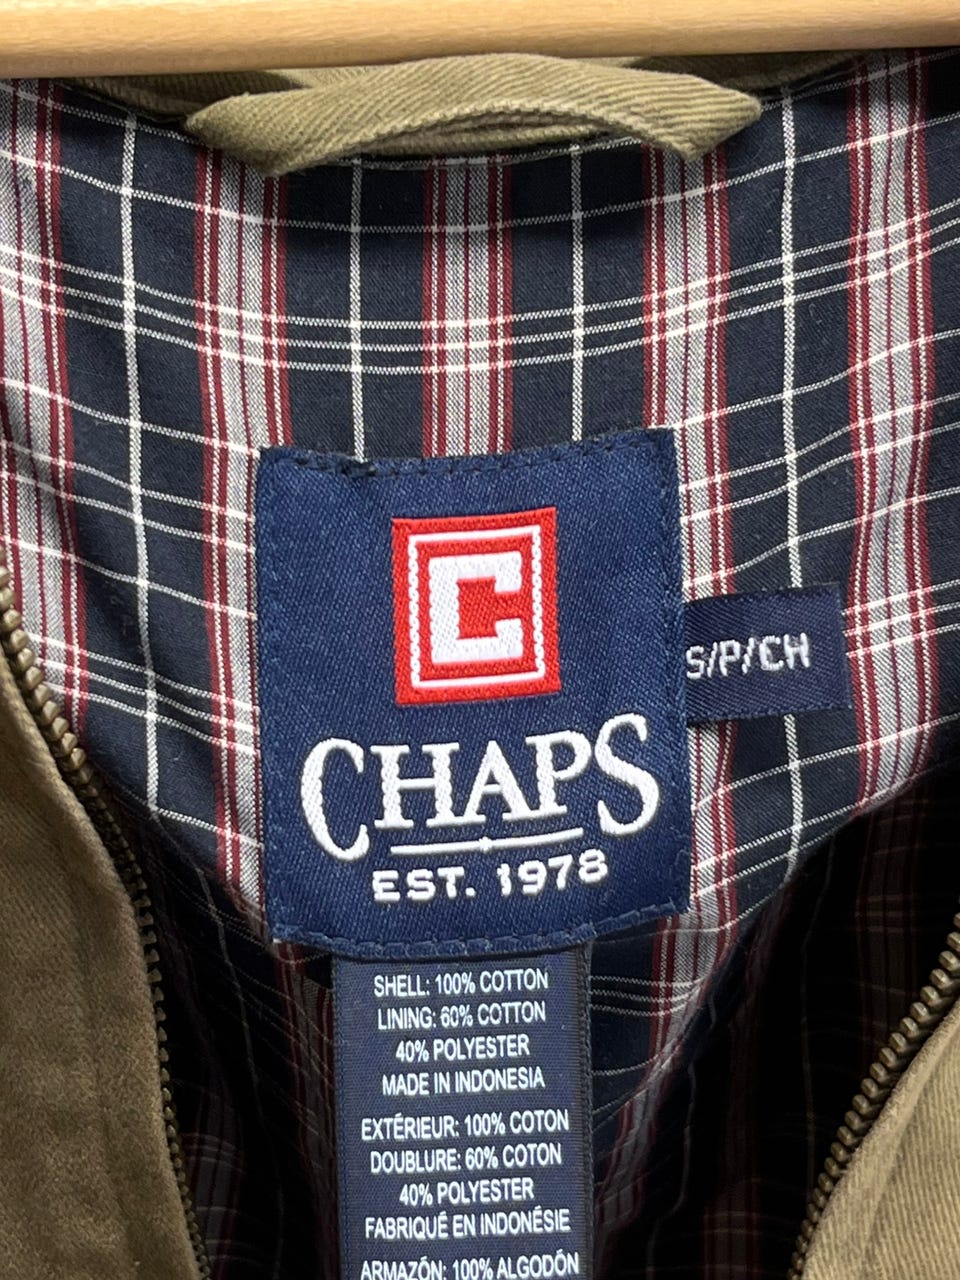 C
CHAPS
EST. 1978
S/P/CH
SHELL: 100% COTTON
LINING: 60% COTTON
40% POLYESTER
MADE IN INDONESIA
EXTÉRIEUR: 100% COTON
DOUBLURE: 60% COTON
40% POLYESTER
FABRIQUÉ EN INDONÉSIE
ARMAZÓN: 100% ALGODÓN